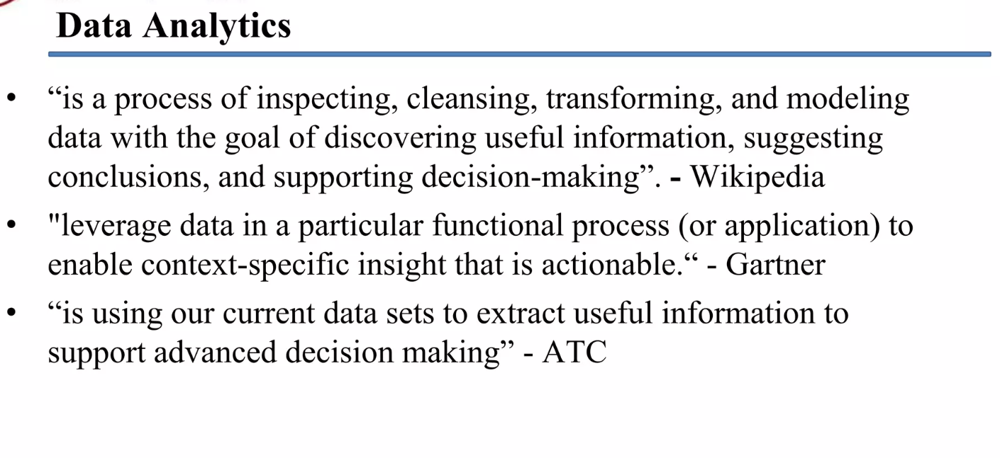 Data Analytics
• “is a process of inspecting, cleansing, transforming, and modeling
data with the goal of discovering useful information, suggesting
conclusions, and supporting decision-making”. - Wikipedia
• "leverage data in a particular functional process (or application) to
enable context-specific insight that is actionable.“ - Gartner
• “is using our current data sets to extract useful information to
support advanced decision making” - ATC